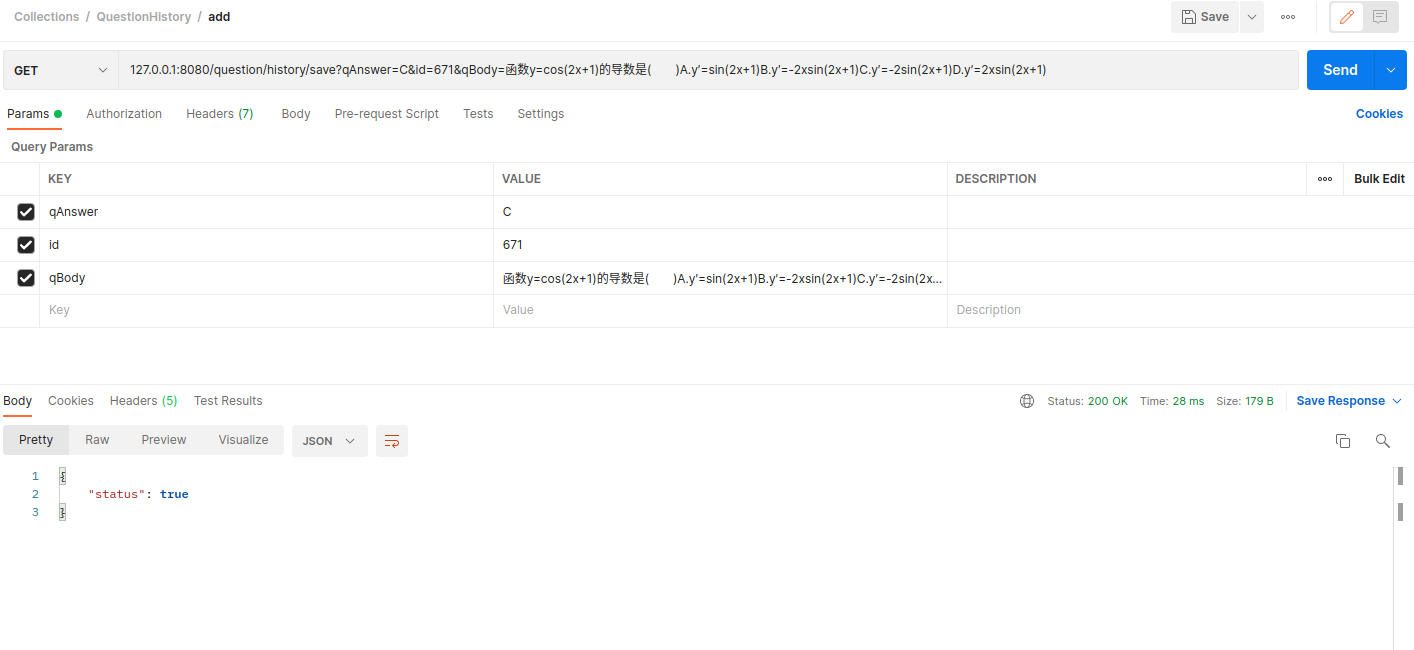 Collections / QuestionHistory / add
Save
GET
127.0.0.1:8080/question/history/save?qAnswer=C&id=671&qBody=函数y=cos(2x+1)的导数是(  )A.y′=sin(2x+1)B.y′=-2xsin(2x+1)C.y′=-2sin(2x+1)D.y′=2xsin(2x+1)
Send
Params Authorization Headers (7) Body Pre-request Script Tests Settings Cookies
Query Params
KEY VALUE DESCRIPTION Bulk Edit
qAnswer C
id 671
qBody 函数y=cos(2x+1)的导数是(  )A.y′=sin(2x+1)B.y′=-2xsin(2x+1)C.y′=-2sin(2x...
Key Value Description
Body Cookies Headers (5) Test Results Status: 200 OK Time: 28 ms Size: 179 B Save Response
Pretty Raw Preview Visualize JSON
1 {
2 "status": true
3 }